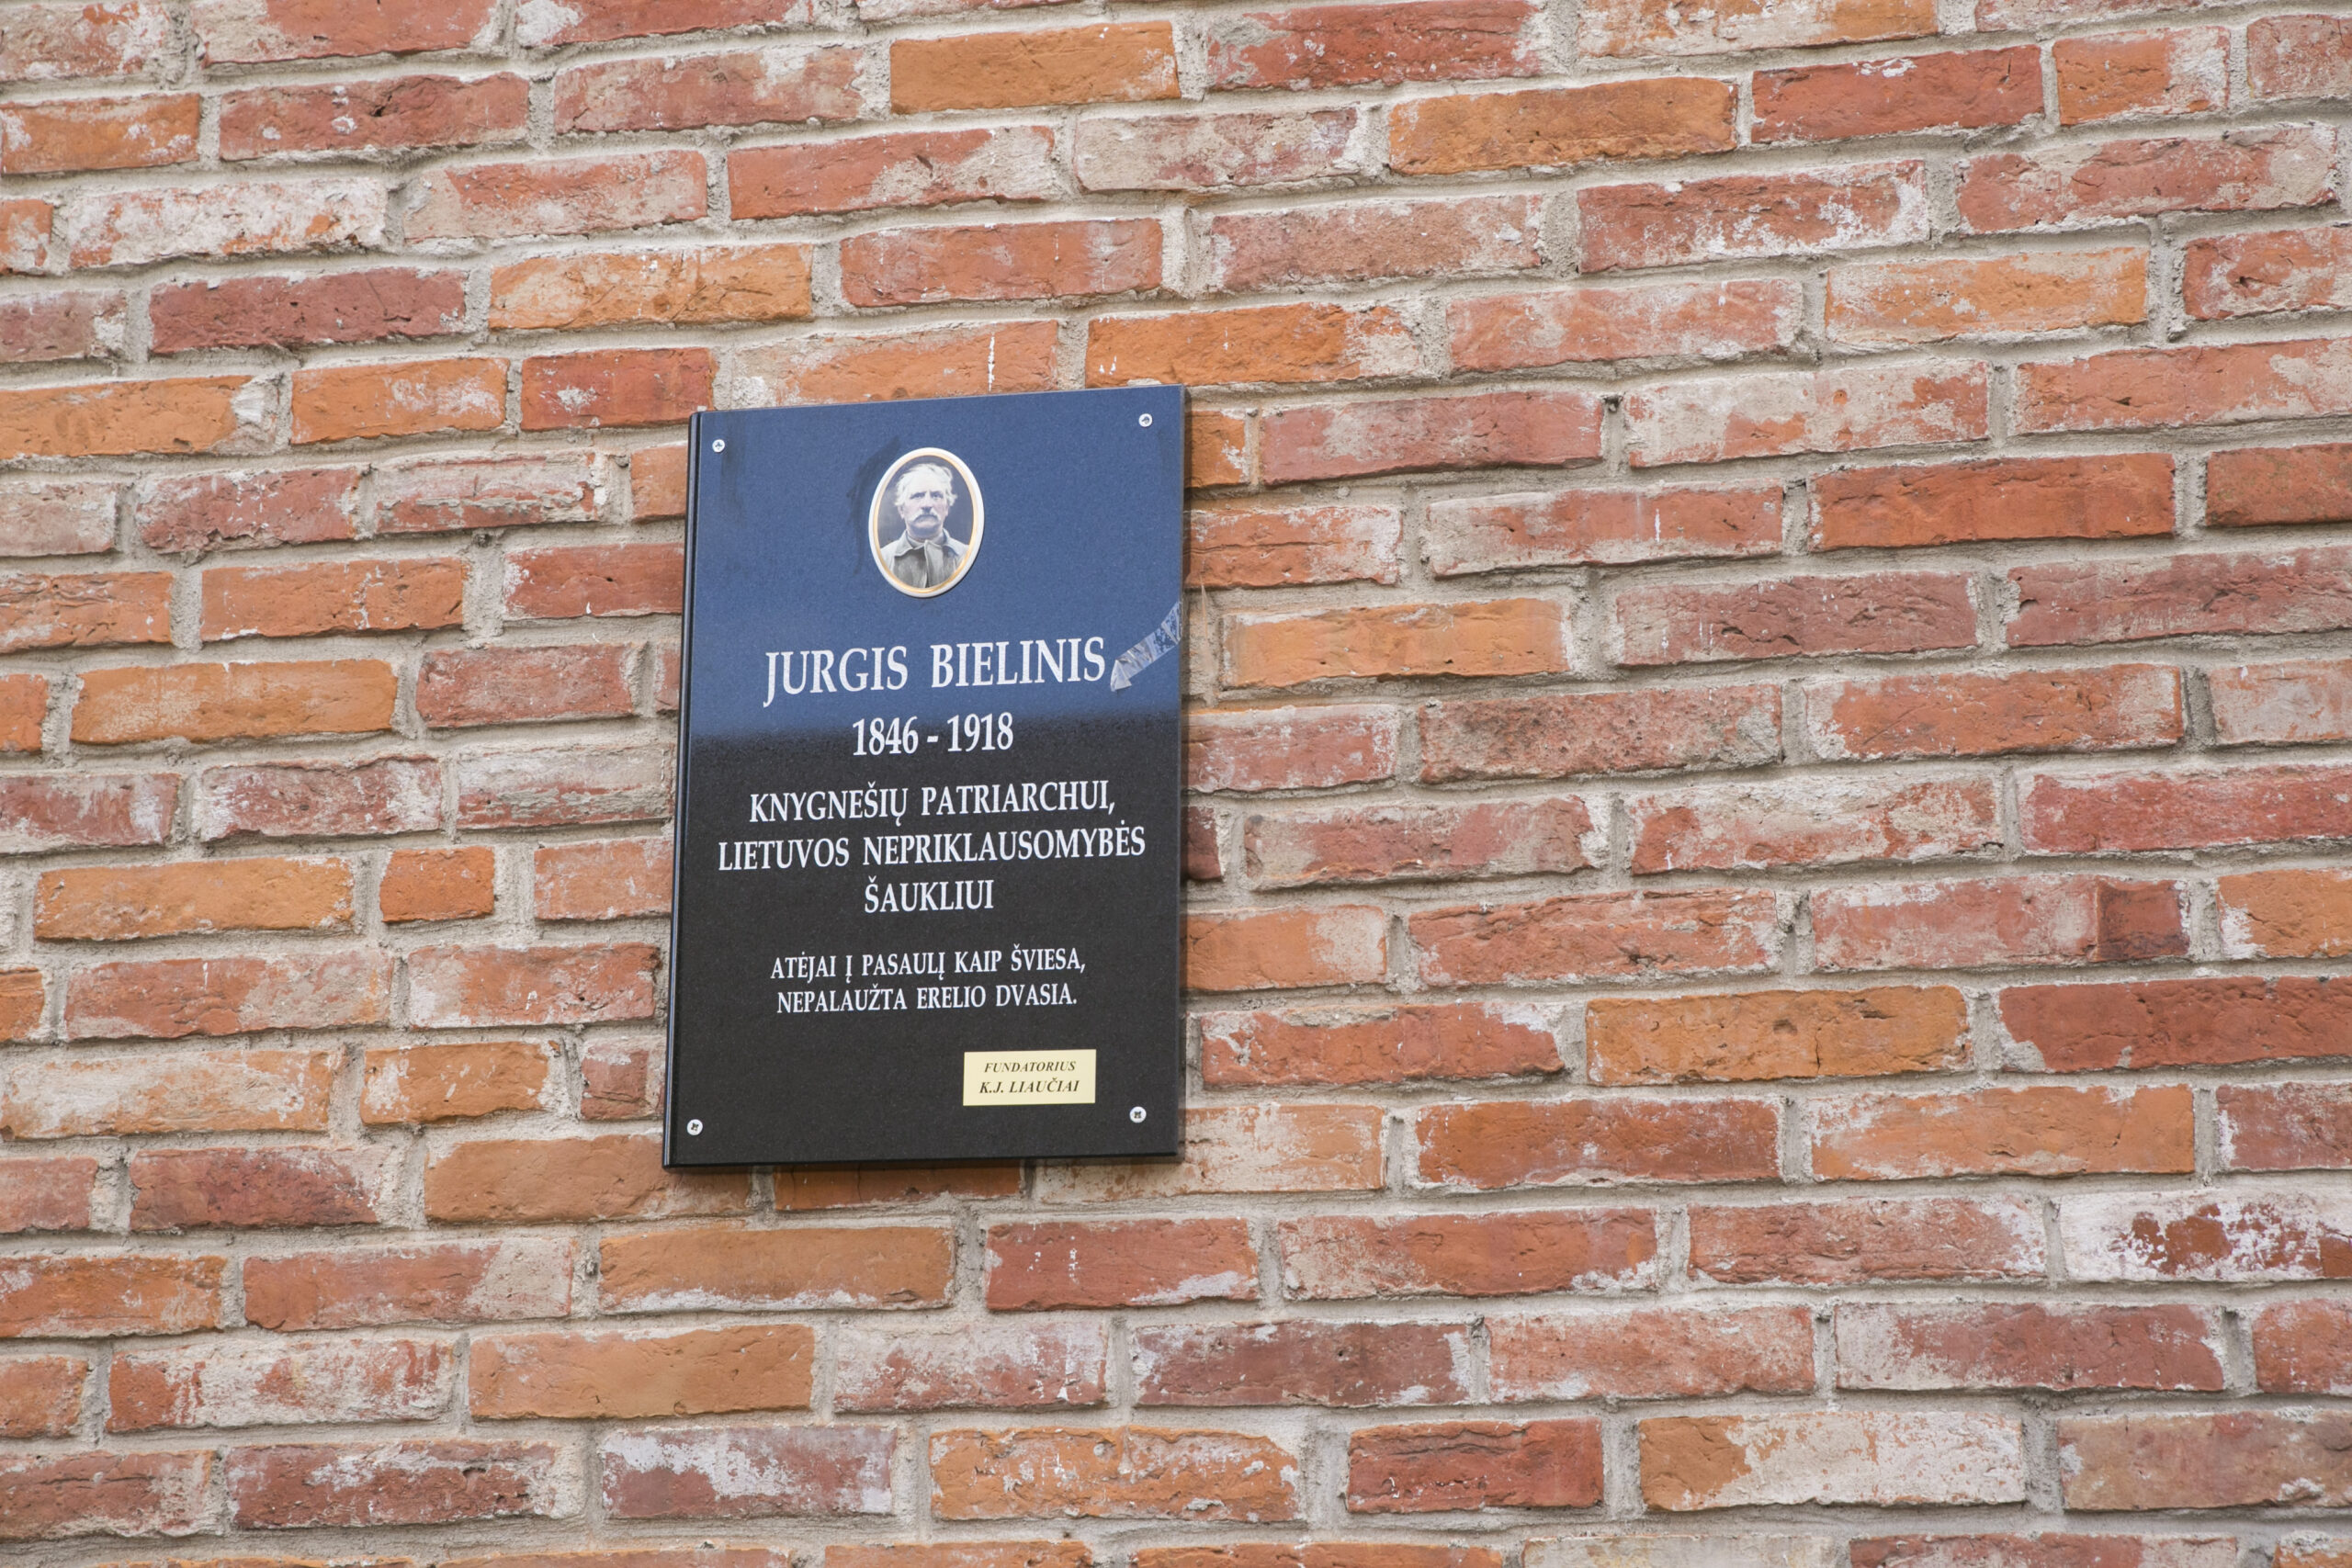 JURGIS BIELINIS
1846 - 1918
KNYGNEŠIŲ PATRIARCHUI,
LIETUVOS NEPRIKLAUSOMYBĖS
ŠAUKLIUI
ATĖJAI Į PASAULĮ KAIP ŠVIESA,
NEPALAUŽTA ERELIO DVASIA.
FUNDATORIUS
K.J. LIAUČIAI